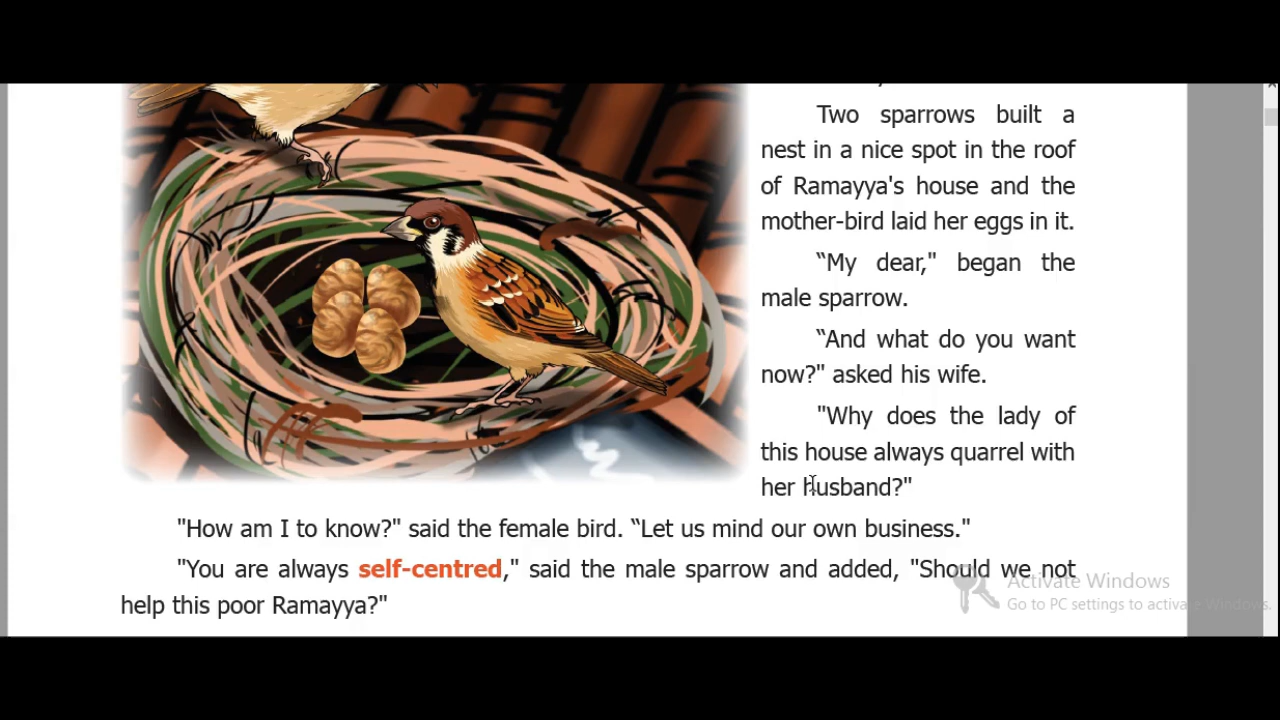 Two sparrows built a
nest in a nice spot in the roof
of Ramayya's house and the
mother-bird laid her eggs in it.
“My dear," began the
male sparrow.
“And what do you want
now?" asked his wife.
"Why does the lady of
this house always quarrel with
her husband?"
"How am I to know?" said the female bird. “Let us mind our own business."
"You are always self-centred," said the male sparrow and added, "Should we not
help this poor Ramayya?"
Activate Windows
Go to PC settings to activate Windows.